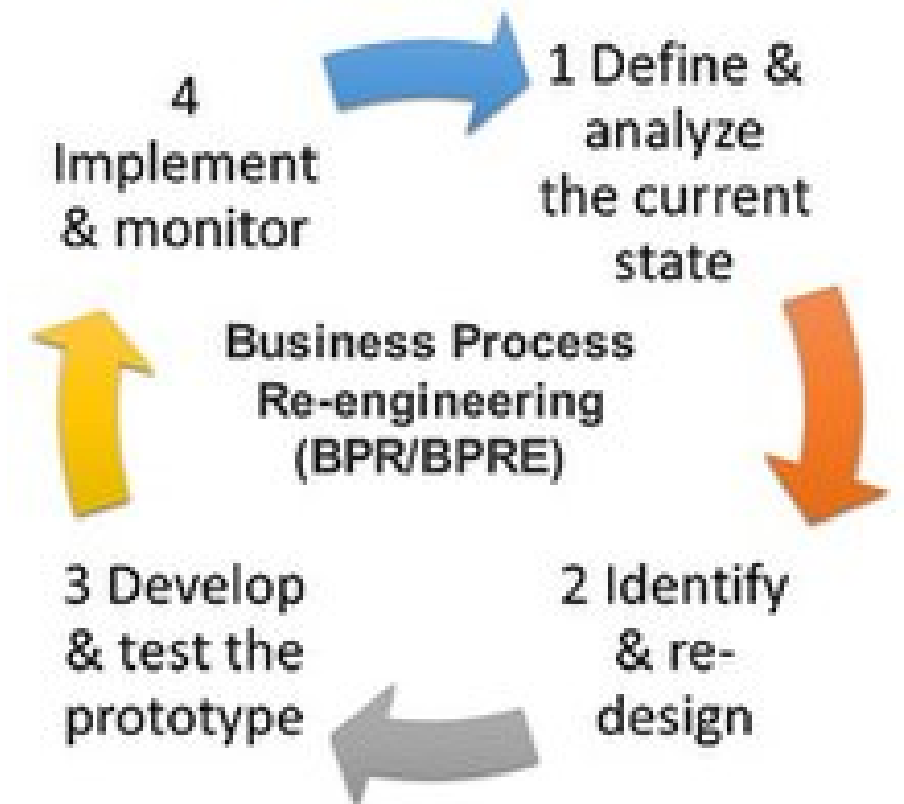 4
Implement
& monitor
1 Define &
analyze
the current
state
Business Process
Re-engineering
(BPR/BPRE)
3 Develop
& test the
prototype
2 Identify
& re-
design